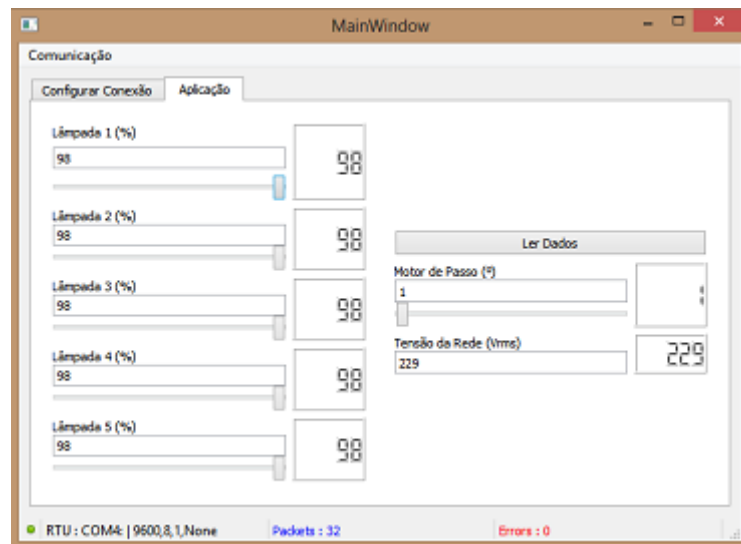 MainWindow
Comunicação
Configurar Conexão Aplicação
Lâmpada 1 (%)
98
98
Lâmpada 2 (%)
98
98
Lâmpada 3 (%)
98
98
Lâmpada 4 (%)
98
98
Lâmpada 5 (%)
98
98
Ler Dados
Motor de Passo (º)
1
1
Tensão da Rede (Vrms)
229
229
RTU : COM4: | 9600,8,1,None Packets : 32 Errors : 0